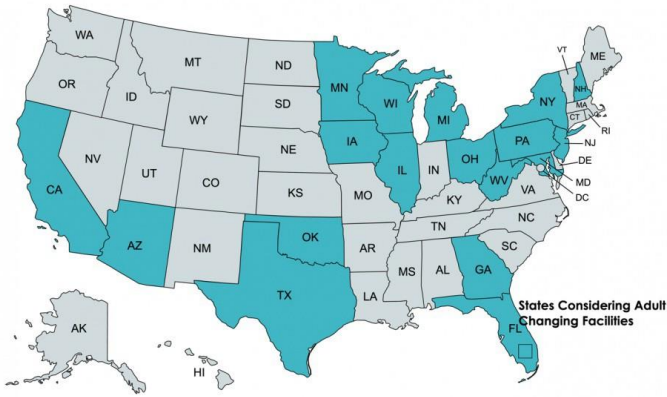 WA
OR
CA
NV
ID
MT
WY
UT
AZ
CO
NM
ND
SD
NE
KS
OK
TX
MN
IA
MO
AR
LA
WI
IL
MI
IN
OH
KY
TN
MS
AL
GA
FL
SC
NC
VA
WV
PA
NY
VT
NH
ME
MA
CT
RI
NJ
DE
MD
DC
AK
HI
States Considering Adult
Changing Facilities